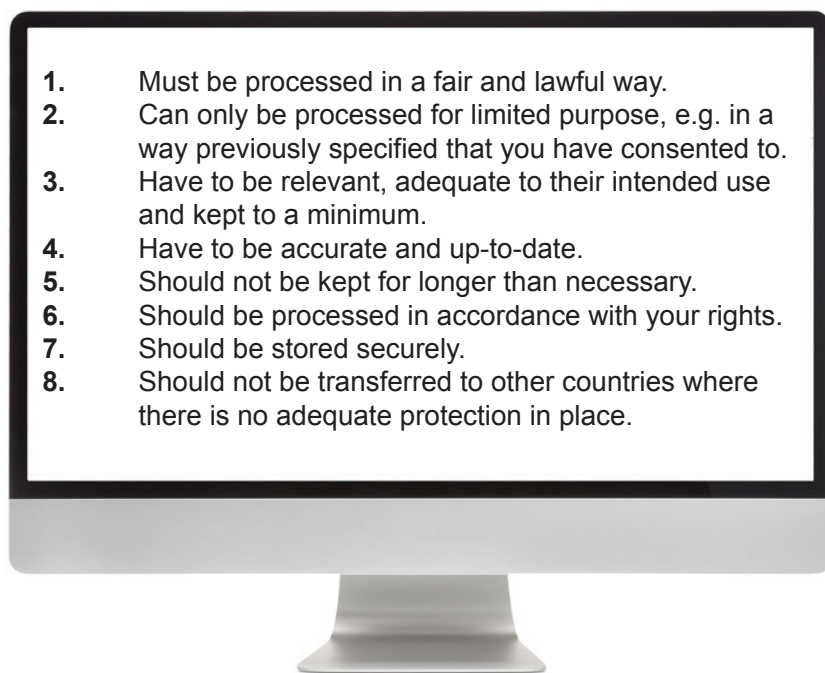 1. Must be processed in a fair and lawful way.
2. Can only be processed for limited purpose, e.g. in a
way previously specified that you have consented to.
3. Have to be relevant, adequate to their intended use
and kept to a minimum.
4. Have to be accurate and up-to-date.
5. Should not be kept for longer than necessary.
6. Should be processed in accordance with your rights.
7. Should be stored securely.
8. Should not be transferred to other countries where
there is no adequate protection in place.